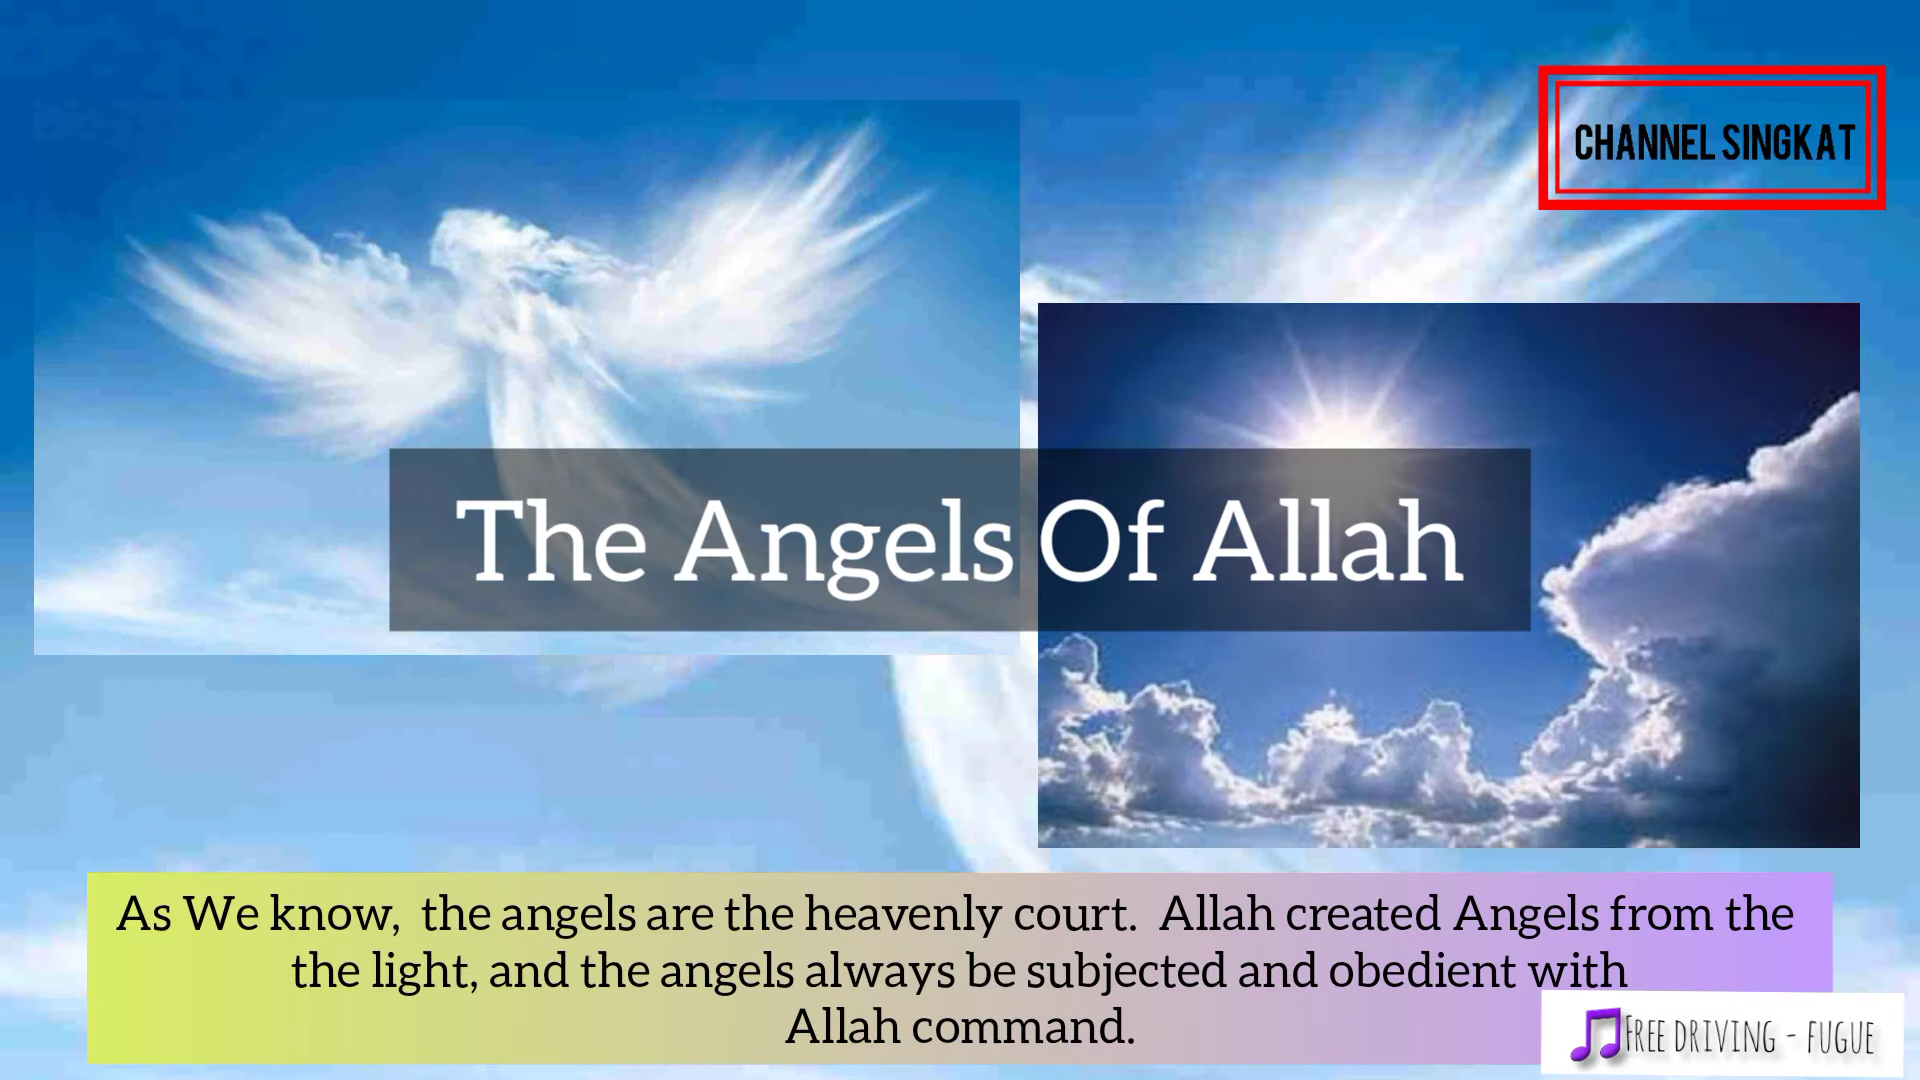 CHANNEL SINGKAT
The Angels Of Allah
As We know, the angels are the heavenly court. Allah created Angels from the
the light, and the angels always be subjected and obedient with
Allah command.
FREE DRIVING - FUGUE